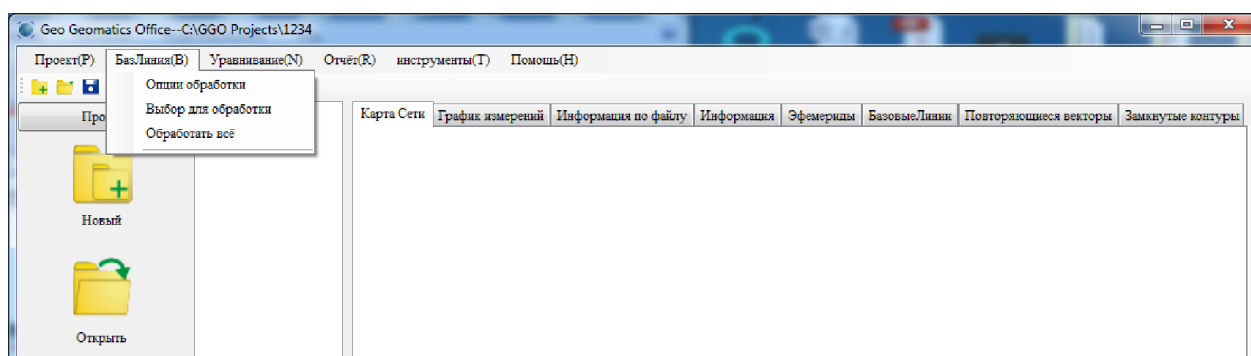 Geo Geomatics Office--C:\GGO Projects\1234
Проект(P) БазЛиния(B) Уравнивание(N) Отчёт(R) инструменты(T) Помощь(H)
Опции обработки
Выбор для обработки
Обработать всё
Про
Карта Сети График измерений Информация по файлу Информация Эфемериды БазовыеЛинии Повторяющиеся векторы Замкнутые контуры
Новый
Открыть